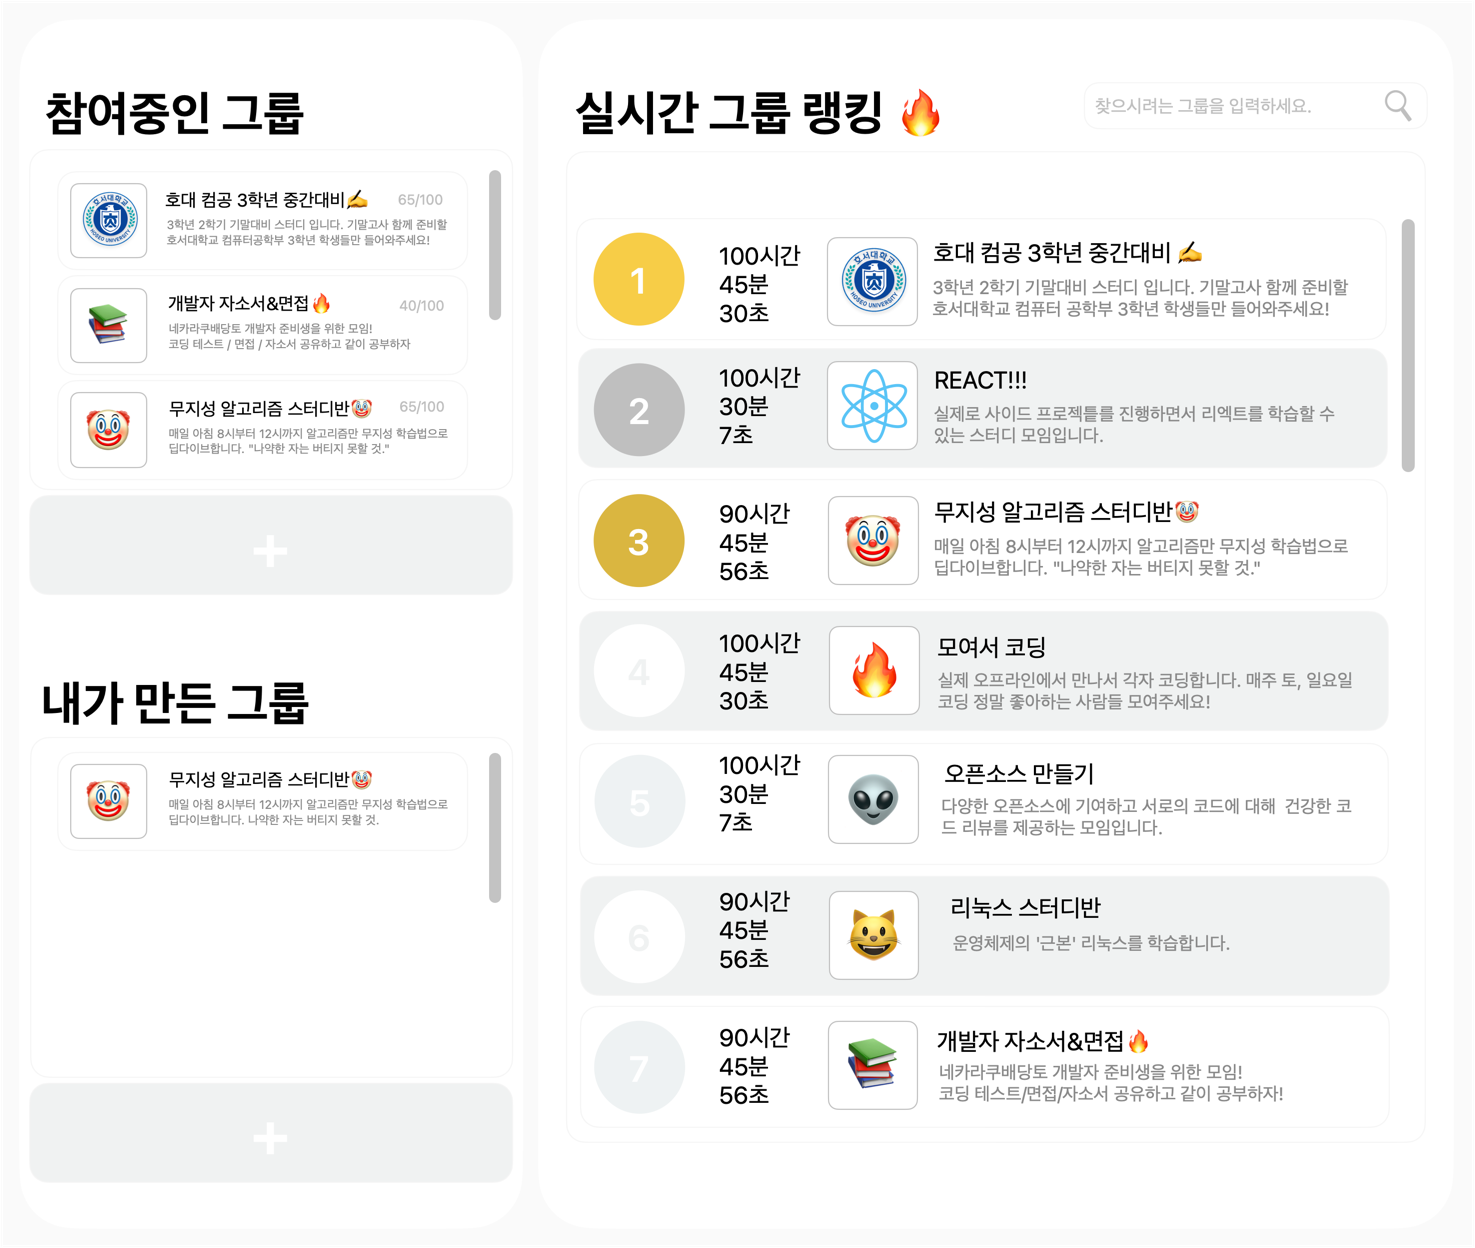 참여중인 그룹
호대 컴공 3학년 중간대비✍️ 65/100
3학년 2학기 기말대비 스터디 입니다. 기말고사 함께 준비할
호서대학교 컴퓨터공학부 3학년 학생들만 들어와주세요!
개발자 자소서&면접🔥 40/100
네카라쿠배당토 개발자 준비생을 위한 모임!
코딩 테스트 / 면접 / 자소서 공유하고 같이 공부하자
무지성 알고리즘 스터디반🤡 65/100
매일 아침 8시부터 12시까지 알고리즘만 무지성 학습법으로
딥다이브합니다. "나약한 자는 버티지 못할 것."
+
내가 만든 그룹
무지성 알고리즘 스터디반🤡
매일 아침 8시부터 12시까지 알고리즘만 무지성 학습법으로
딥다이브합니다. 나약한 자는 버티지 못할 것.
+
실시간 그룹 랭킹 🔥
찾으시려는 그룹을 입력하세요.
1
100시간
45분
30초
호서대학교
HOSEO UNIVERSITY
호대 컴공 3학년 중간대비 ✍️
3학년 2학기 기말대비 스터디 입니다. 기말고사 함께 준비할
호서대학교 컴퓨터 공학부 3학년 학생들만 들어와주세요!
2
100시간
30분
7초
REACT!!!
실제로 사이드 프로젝틀를 진행하면서 리엑트를 학습할 수
있는 스터디 모임입니다.
3
90시간
45분
56초
무지성 알고리즘 스터디반🤡
매일 아침 8시부터 12시까지 알고리즘만 무지성 학습법으로
딥다이브합니다. "나약한 자는 버티지 못할 것."
4
100시간
45분
30초
모여서 코딩
실제 오프라인에서 만나서 각자 코딩합니다. 매주 토, 일요일
코딩 정말 좋아하는 사람들 모여주세요!
5
100시간
30분
7초
오픈소스 만들기
다양한 오픈소스에 기여하고 서로의 코드에 대해  건강한 코
드 리뷰를 제공하는 모임입니다.
6
90시간
45분
56초
리눅스 스터디반
운영체제의 '근본' 리눅스를 학습합니다.
7
90시간
45분
56초
개발자 자소서&면접🔥
네카라쿠배당토 개발자 준비생을 위한 모임!
코딩 테스트/면접/자소서 공유하고 같이 공부하자!